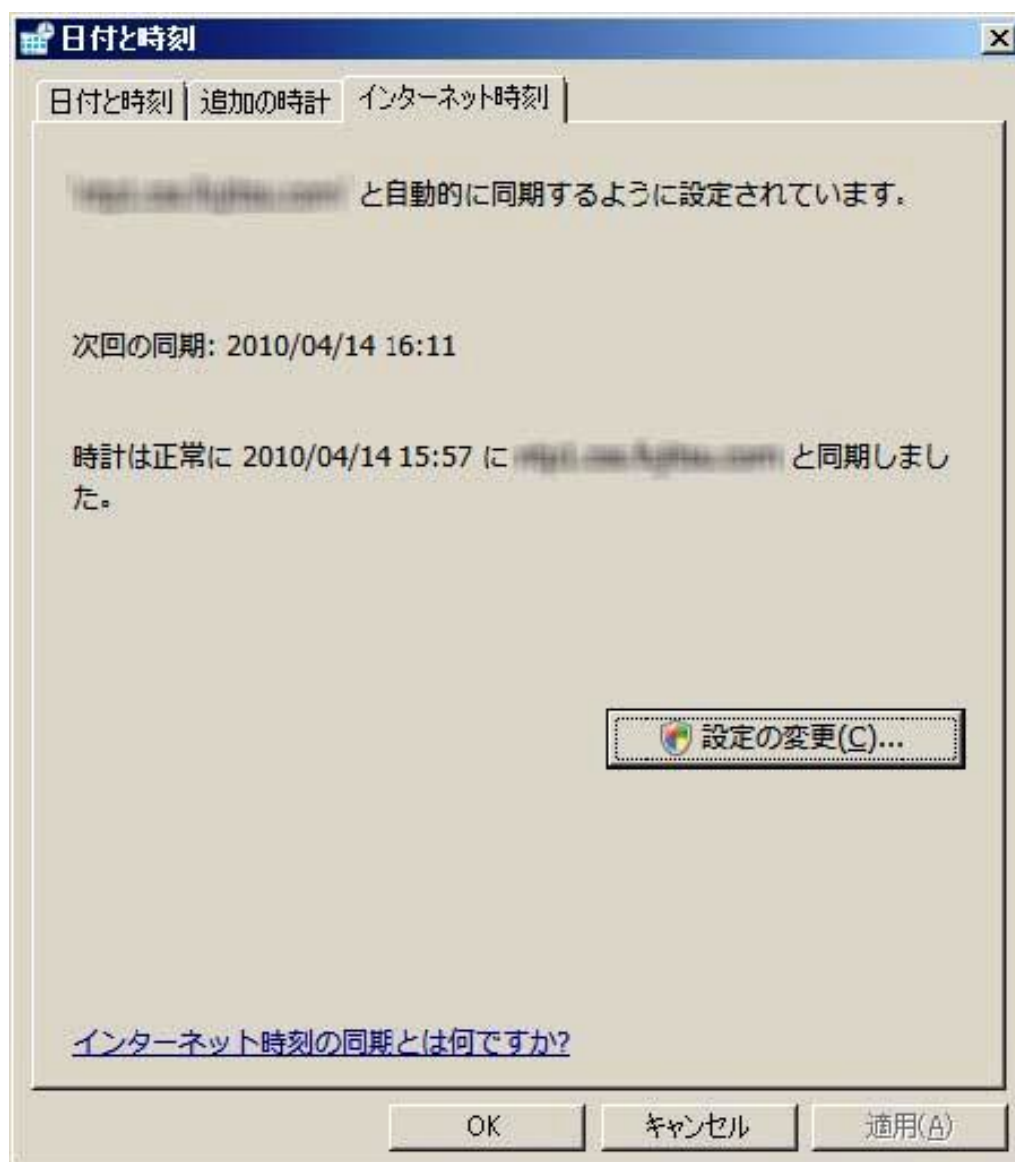 日付と時刻
日付と時刻 追加の時計 インターネット時刻
と自動的に同期するように設定されています。
次回の同期: 2010/04/14 16:11
時計は正常に 2010/04/14 15:57 に と同期しまし
た。
設定の変更(C)...
インターネット時刻の同期とは何ですか?
OK キャンセル 適用(A)